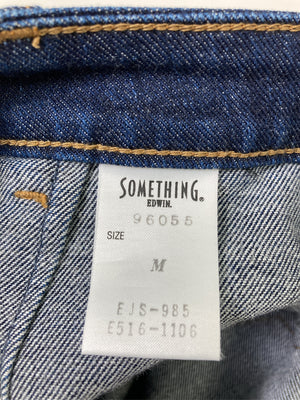 SOMETHING®
EDWIN.
96055
SIZE
M
EJS-985
E516-1106